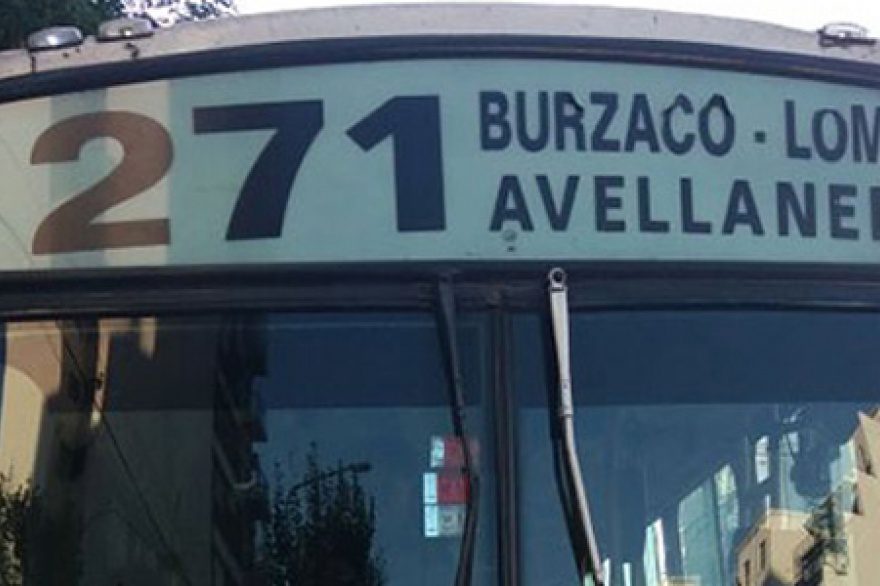 271
BURZACO - LOM
AVELLANE